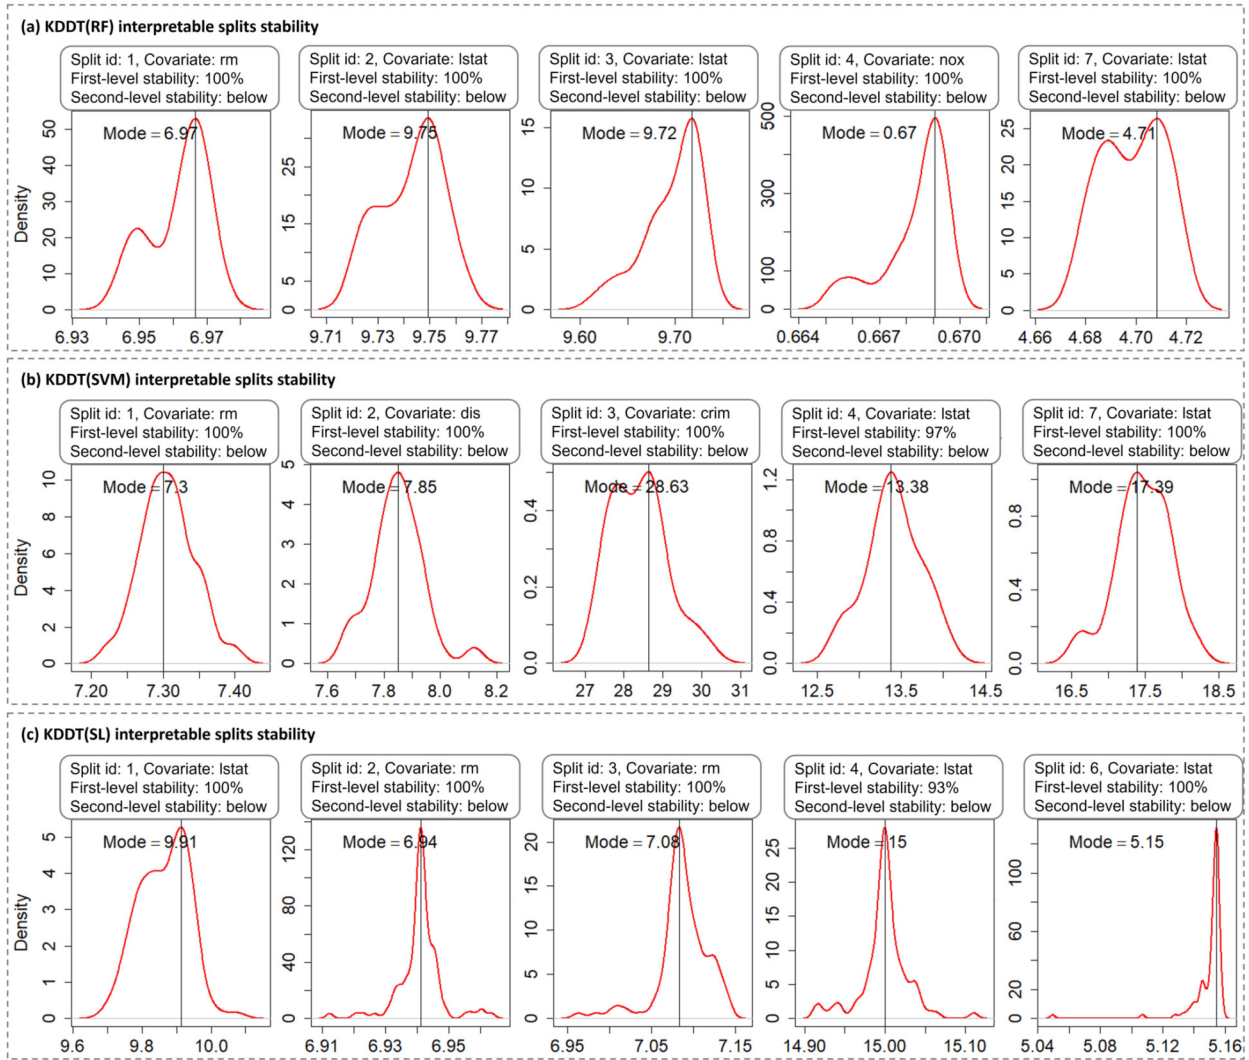 (a) KDDT(RF) interpretable splits stability
Split id: 1, Covariate: rm
First-level stability: 100%
Second-level stability: below
Mode = 6.97
Density
0 10 20 30 40 50
6.93 6.95 6.97
Split id: 2, Covariate: lstat
First-level stability: 100%
Second-level stability: below
Mode = 9.75
0 5 15 25
9.71 9.73 9.75 9.77
Split id: 3, Covariate: lstat
First-level stability: 100%
Second-level stability: below
Mode = 9.72
0 5 10 15
9.60 9.70
Split id: 4, Covariate: nox
First-level stability: 100%
Second-level stability: below
Mode = 0.67
0 100 300 500
0.664 0.667 0.670
Split id: 7, Covariate: lstat
First-level stability: 100%
Second-level stability: below
Mode = 4.71
0 5 10 15 20 25
4.66 4.68 4.70 4.72
(b) KDDT(SVM) interpretable splits stability
Split id: 1, Covariate: rm
First-level stability: 100%
Second-level stability: below
Mode = 7.3
Density
0 2 4 6 8 10
7.20 7.30 7.40
Split id: 2, Covariate: dis
First-level stability: 100%
Second-level stability: below
Mode = 7.85
0 1 2 3 4 5
7.6 7.8 8.0 8.2
Split id: 3, Covariate: crim
First-level stability: 100%
Second-level stability: below
Mode = 28.63
0.0 0.2 0.4
27 28 29 30 31
Split id: 4, Covariate: lstat
First-level stability: 97%
Second-level stability: below
Mode = 13.38
0.0 0.4 0.8 1.2
12.5 13.5 14.5
Split id: 7, Covariate: lstat
First-level stability: 100%
Second-level stability: below
Mode = 17.39
0.0 0.4 0.8
16.5 17.5 18.5
(c) KDDT(SL) interpretable splits stability
Split id: 1, Covariate: lstat
First-level stability: 100%
Second-level stability: below
Mode = 9.91
Density
0 1 2 3 4 5
9.6 9.8 10.0
Split id: 2, Covariate: rm
First-level stability: 100%
Second-level stability: below
Mode = 6.94
0 40 80 120
6.91 6.93 6.95
Split id: 3, Covariate: rm
First-level stability: 100%
Second-level stability: below
Mode = 7.08
0 5 10 15 20
6.95 7.05 7.15
Split id: 4, Covariate: lstat
First-level stability: 93%
Second-level stability: below
Mode = 15
0 5 10 15 20 25
14.90 15.00 15.10
Split id: 6, Covariate: lstat
First-level stability: 100%
Second-level stability: below
Mode = 5.15
0 20 60 100
5.04 5.08 5.12 5.16